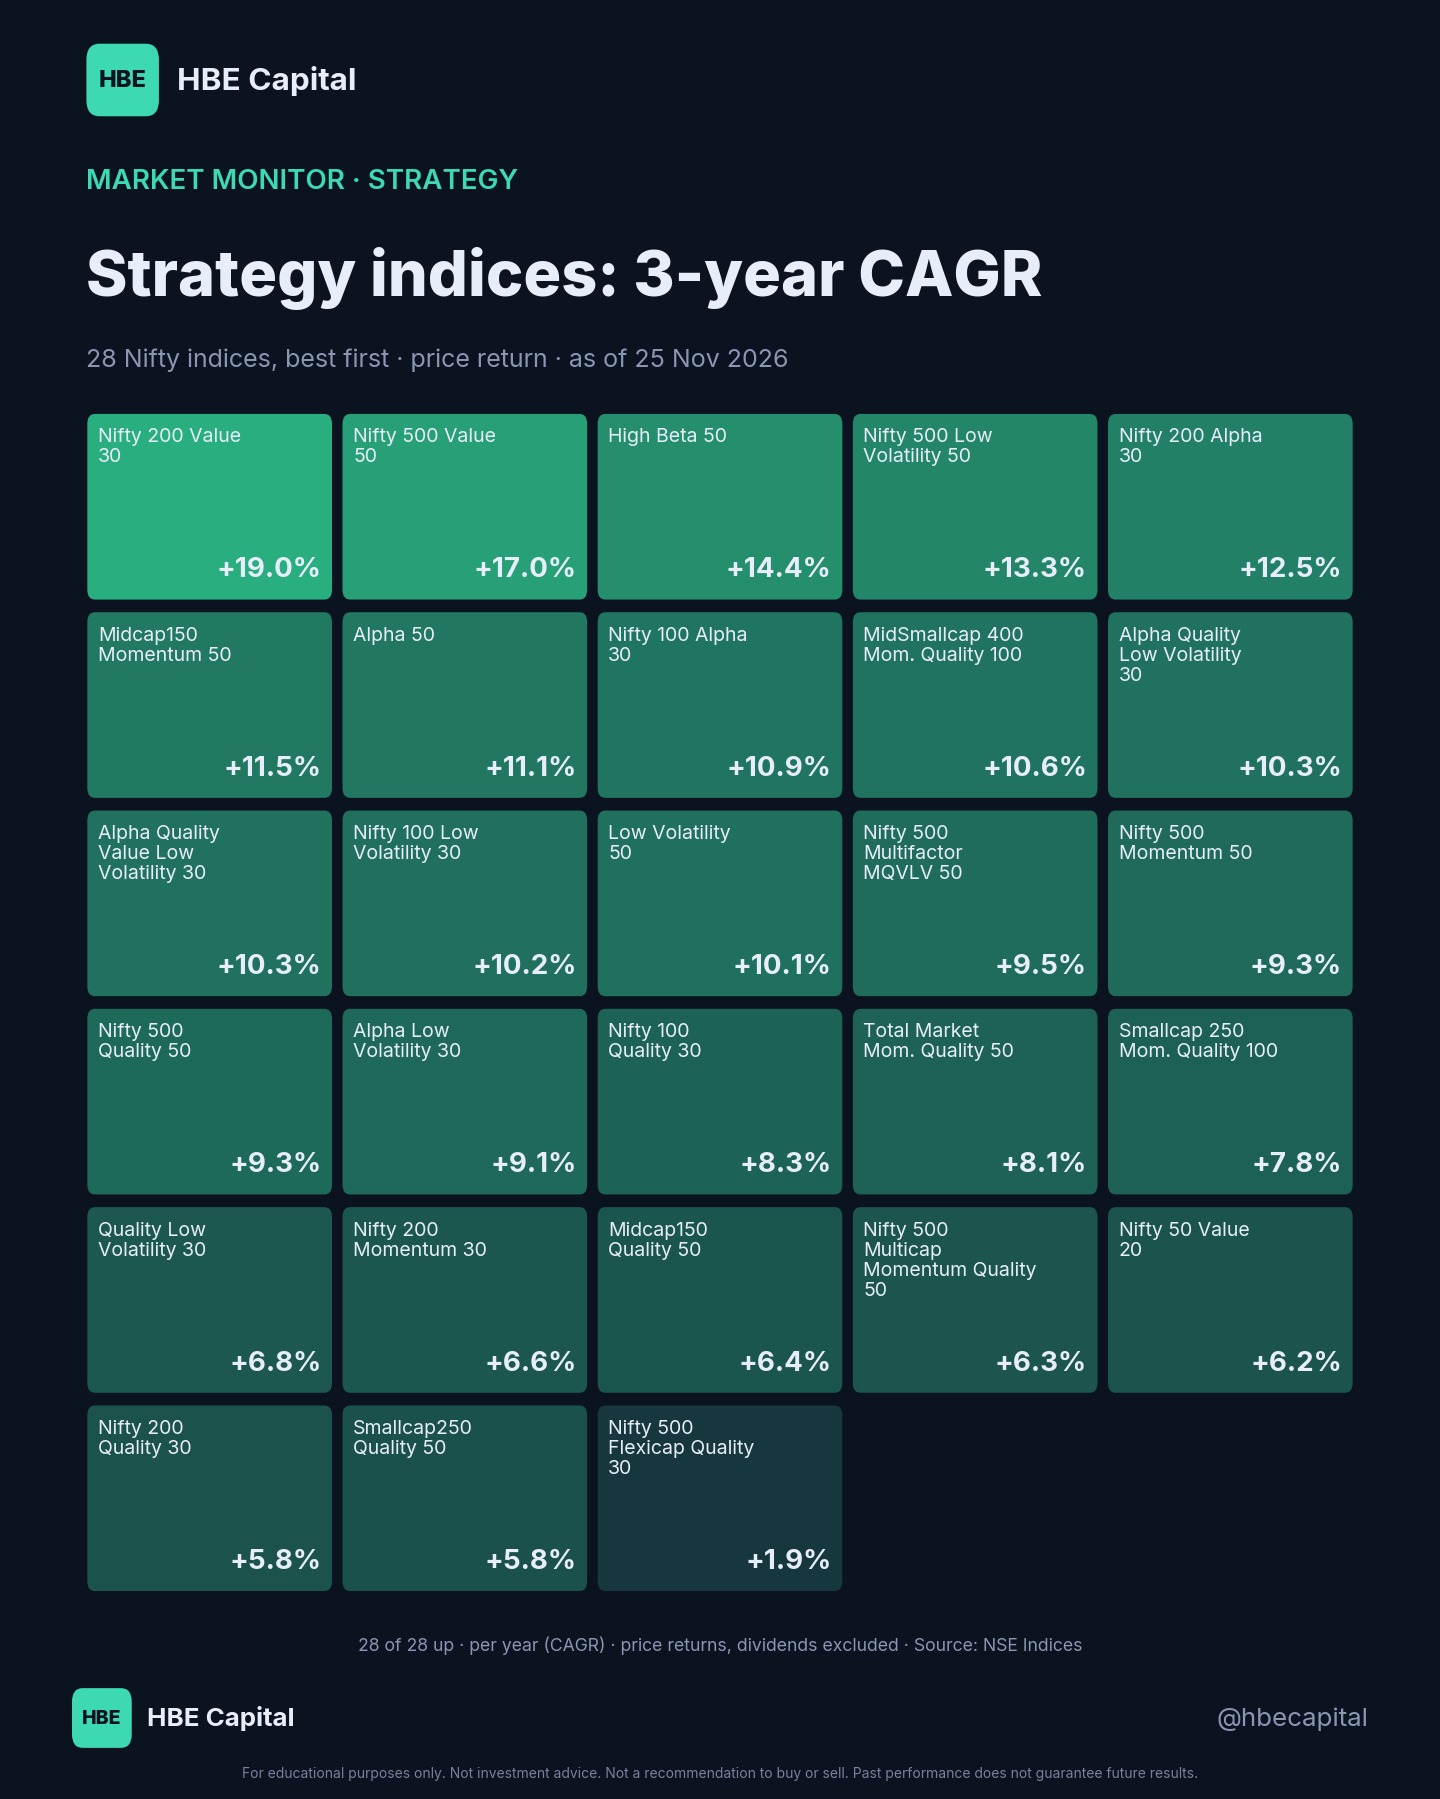 HBE HBE Capital
MARKET MONITOR · STRATEGY
Strategy indices: 3-year CAGR
28 Nifty indices, best first · price return · as of 25 Nov 2026
Nifty 200 Value
30
+19.0%
Nifty 500 Value
50
+17.0%
High Beta 50
+14.4%
Nifty 500 Low
Volatility 50
+13.3%
Nifty 200 Alpha
30
+12.5%
Midcap150
Momentum 50
+11.5%
Alpha 50
+11.1%
Nifty 100 Alpha
30
+10.9%
MidSmallcap 400
Mom. Quality 100
+10.6%
Alpha Quality
Low Volatility
30
+10.3%
Alpha Quality
Value Low
Volatility 30
+10.3%
Nifty 100 Low
Volatility 30
+10.2%
Low Volatility
50
+10.1%
Nifty 500
Multifactor
MQVLV 50
+9.5%
Nifty 500
Momentum 50
+9.3%
Nifty 500
Quality 50
+9.3%
Alpha Low
Volatility 30
+9.1%
Nifty 100
Quality 30
+8.3%
Total Market
Mom. Quality 50
+8.1%
Smallcap 250
Mom. Quality 100
+7.8%
Quality Low
Volatility 30
+6.8%
Nifty 200
Momentum 30
+6.6%
Midcap150
Quality 50
+6.4%
Nifty 500
Multicap
Momentum Quality
50
+6.3%
Nifty 50 Value
20
+6.2%
Nifty 200
Quality 30
+5.8%
Smallcap250
Quality 50
+5.8%
Nifty 500
Flexicap Quality
30
+1.9%
28 of 28 up · per year (CAGR) · price returns, dividends excluded · Source: NSE Indices
HBE HBE Capital
@hbecapital
For educational purposes only. Not investment advice. Not a recommendation to buy or sell. Past performance does not guarantee future results.